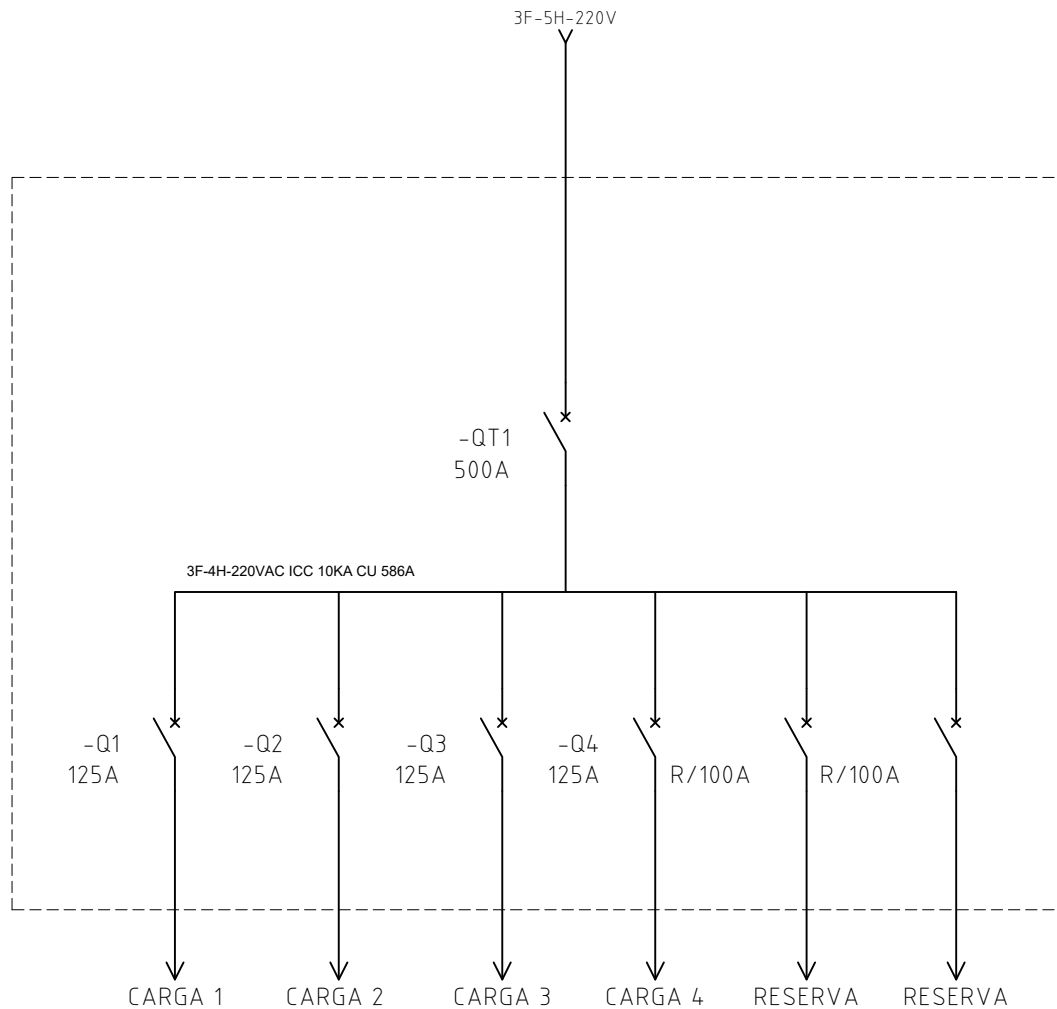 3F-5H-220V
-QT1
500A
3F-4H-220VAC ICC 10KA CU 586A
-Q1
125A
-Q2
125A
-Q3
125A
-Q4
125A
R/100A
R/100A
CARGA 1
CARGA 2
CARGA 3
CARGA 4
RESERVA
RESERVA